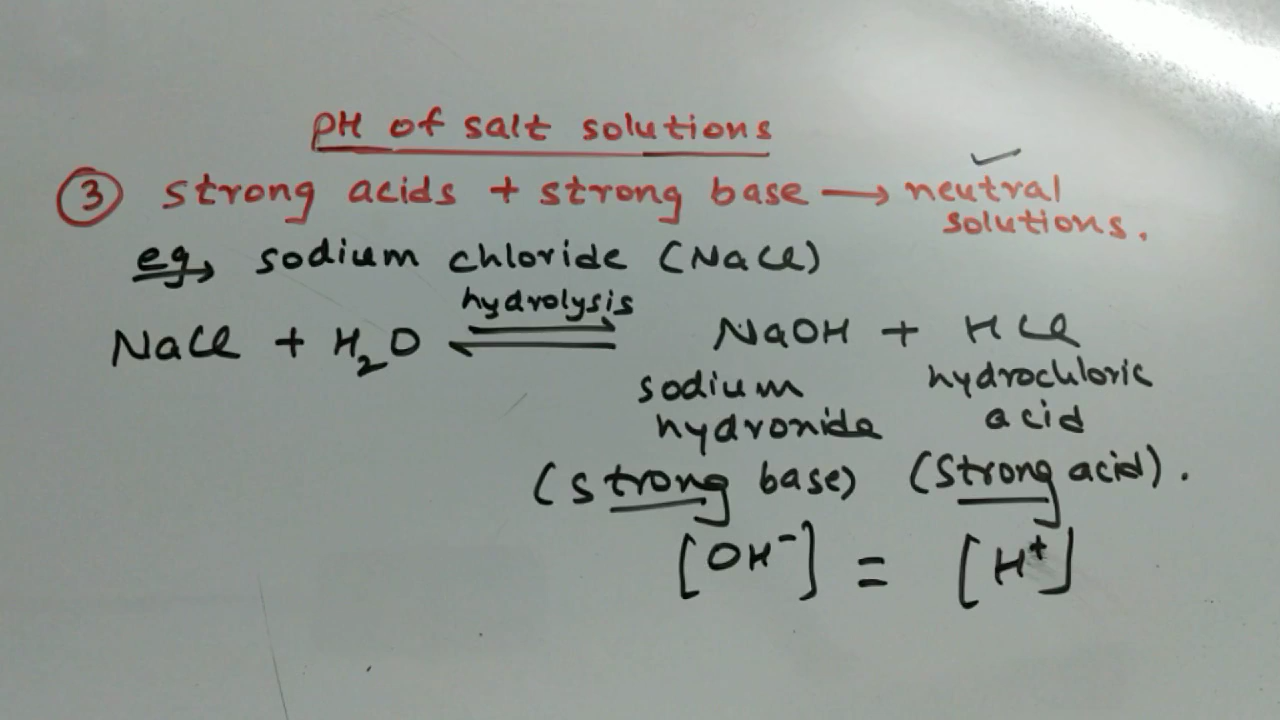 pH of salt solutions
③ strong acids + strong base → neutral
solutions.
eg, sodium chloride (NaCl)
hydrolysis
NaCl + H₂O ⇌ NaOH + HCl
sodium hydrochloric
hydroxide acid
(strong base) (strong acid).
[OH⁻] = [H⁺]